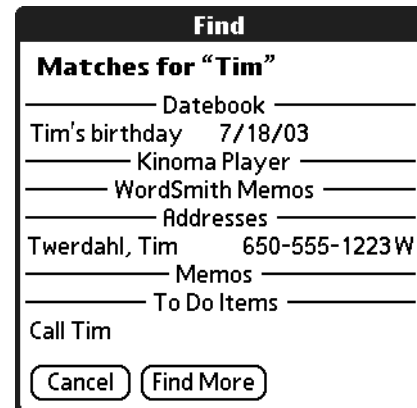 Find
Matches for “Tim”
Datebook
Tim's birthday 7/18/03
Kinoma Player
WordSmith Memos
Addresses
Twerdahl, Tim 650-555-1223W
Memos
To Do Items
Call Tim
Cancel Find More